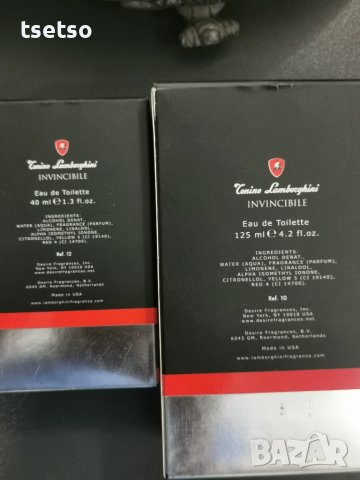 tsetso
Tonino Lamborghini
INVINCIBILE
Eau de Toilette
40 ml e 1.3 fl.oz.
INGREDIENTS:
ALCOHOL DENAT.,
WATER (AQUA), FRAGRANCE (PARFUM),
LIMONENE, LINALOOL,
ALPHA ISOMETHYL IONONE,
CITRONELLOL, YELLOW 5 (CI 19140),
RED 4 (CI 14700).
Ref. 12
Desire Fragrances, Inc.
New York, NY 10018 USA
www.desirefragrances.com
Desire Fragrances, B.V.
6045 GM, Roermond, Netherlands
Made in USA
www.lamborghinifragrance.com
Tonino Lamborghini
INVINCIBILE
Eau de Toilette
125 ml e 4.2 fl.oz.
INGREDIENTS:
ALCOHOL DENAT.,
WATER (AQUA), FRAGRANCE (PARFUM),
LIMONENE, LINALOOL,
ALPHA ISOMETHYL IONONE,
CITRONELLOL, YELLOW 5 (CI 19140),
RED 4 (CI 14700).
Ref. 10
Desire Fragrances, Inc.
New York, NY 10018 USA
www.desirefragrances.com
Desire Fragrances, B.V.
6045 GM, Roermond, Netherlands
Made in USA
www.lamborghinifragrance.com
BAZAR